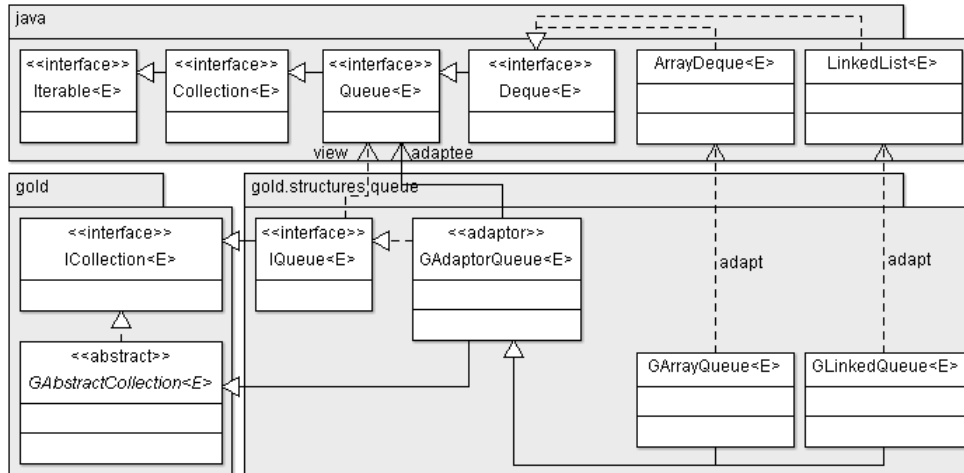 java
<<interface>>
Iterable<E>
<<interface>>
Collection<E>
<<interface>>
Queue<E>
<<interface>>
Deque<E>
ArrayDeque<E>
LinkedList<E>
view
adaptee
gold
<<interface>>
ICollection<E>
<<abstract>>
GAbstractCollection<E>
gold.structures.queue
<<interface>>
IQueue<E>
<<adaptor>>
GAdaptorQueue<E>
adapt
adapt
GArrayQueue<E>
GLinkedQueue<E>